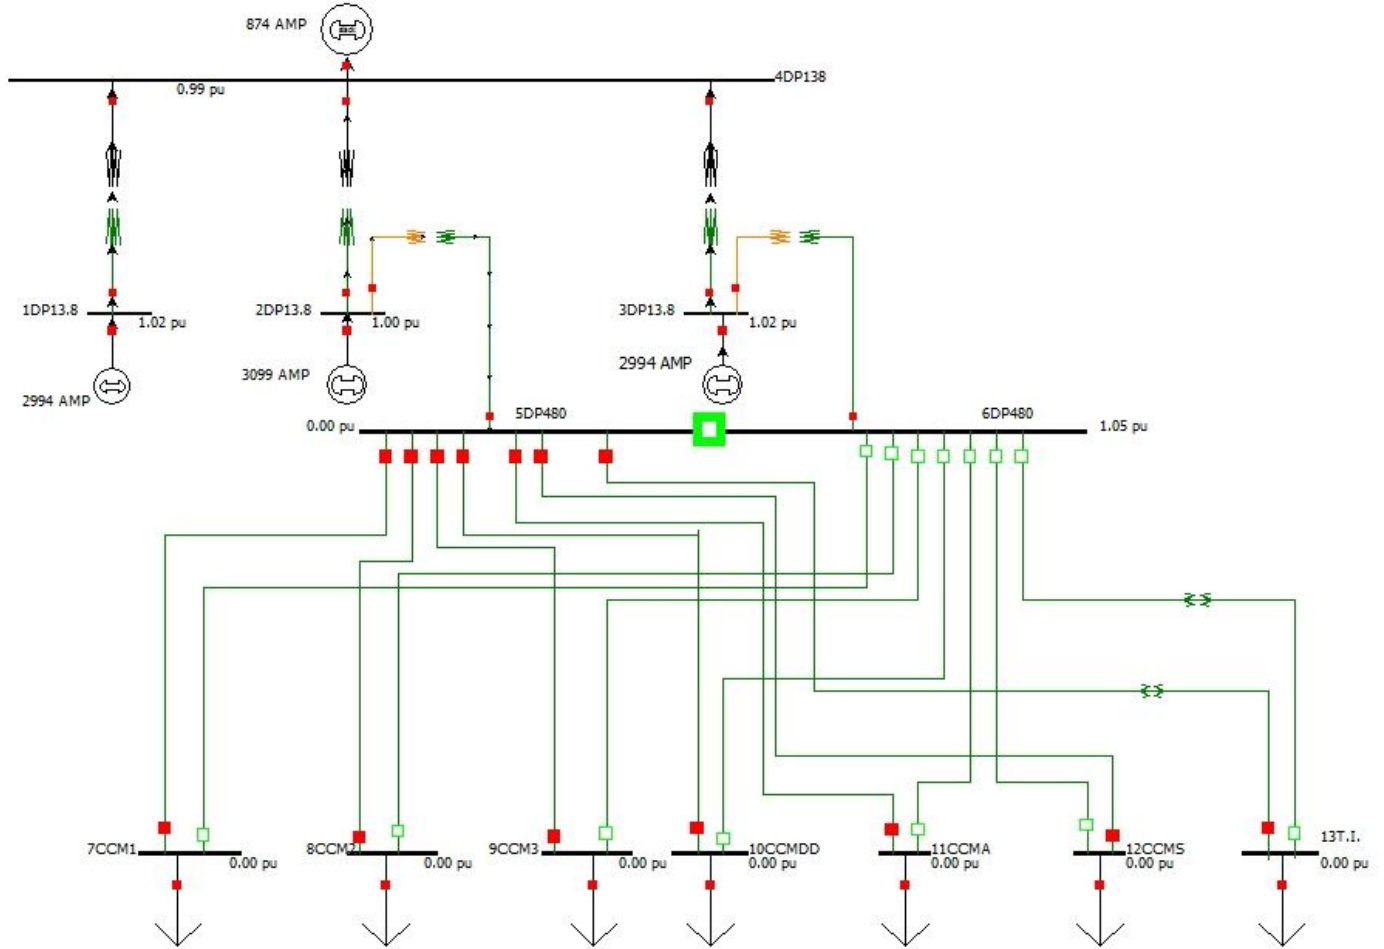 874 AMP
4DP138
0.99 pu
1DP13.8
1.02 pu
2DP13.8
1.00 pu
3DP13.8
1.02 pu
2994 AMP
3099 AMP
2994 AMP
0.00 pu
5DP480
6DP480
1.05 pu
7CCM1
0.00 pu
8CCM2
0.00 pu
9CCM3
0.00 pu
10CCMDD
0.00 pu
11CCMA
0.00 pu
12CCMS
0.00 pu
13T.I.
0.00 pu